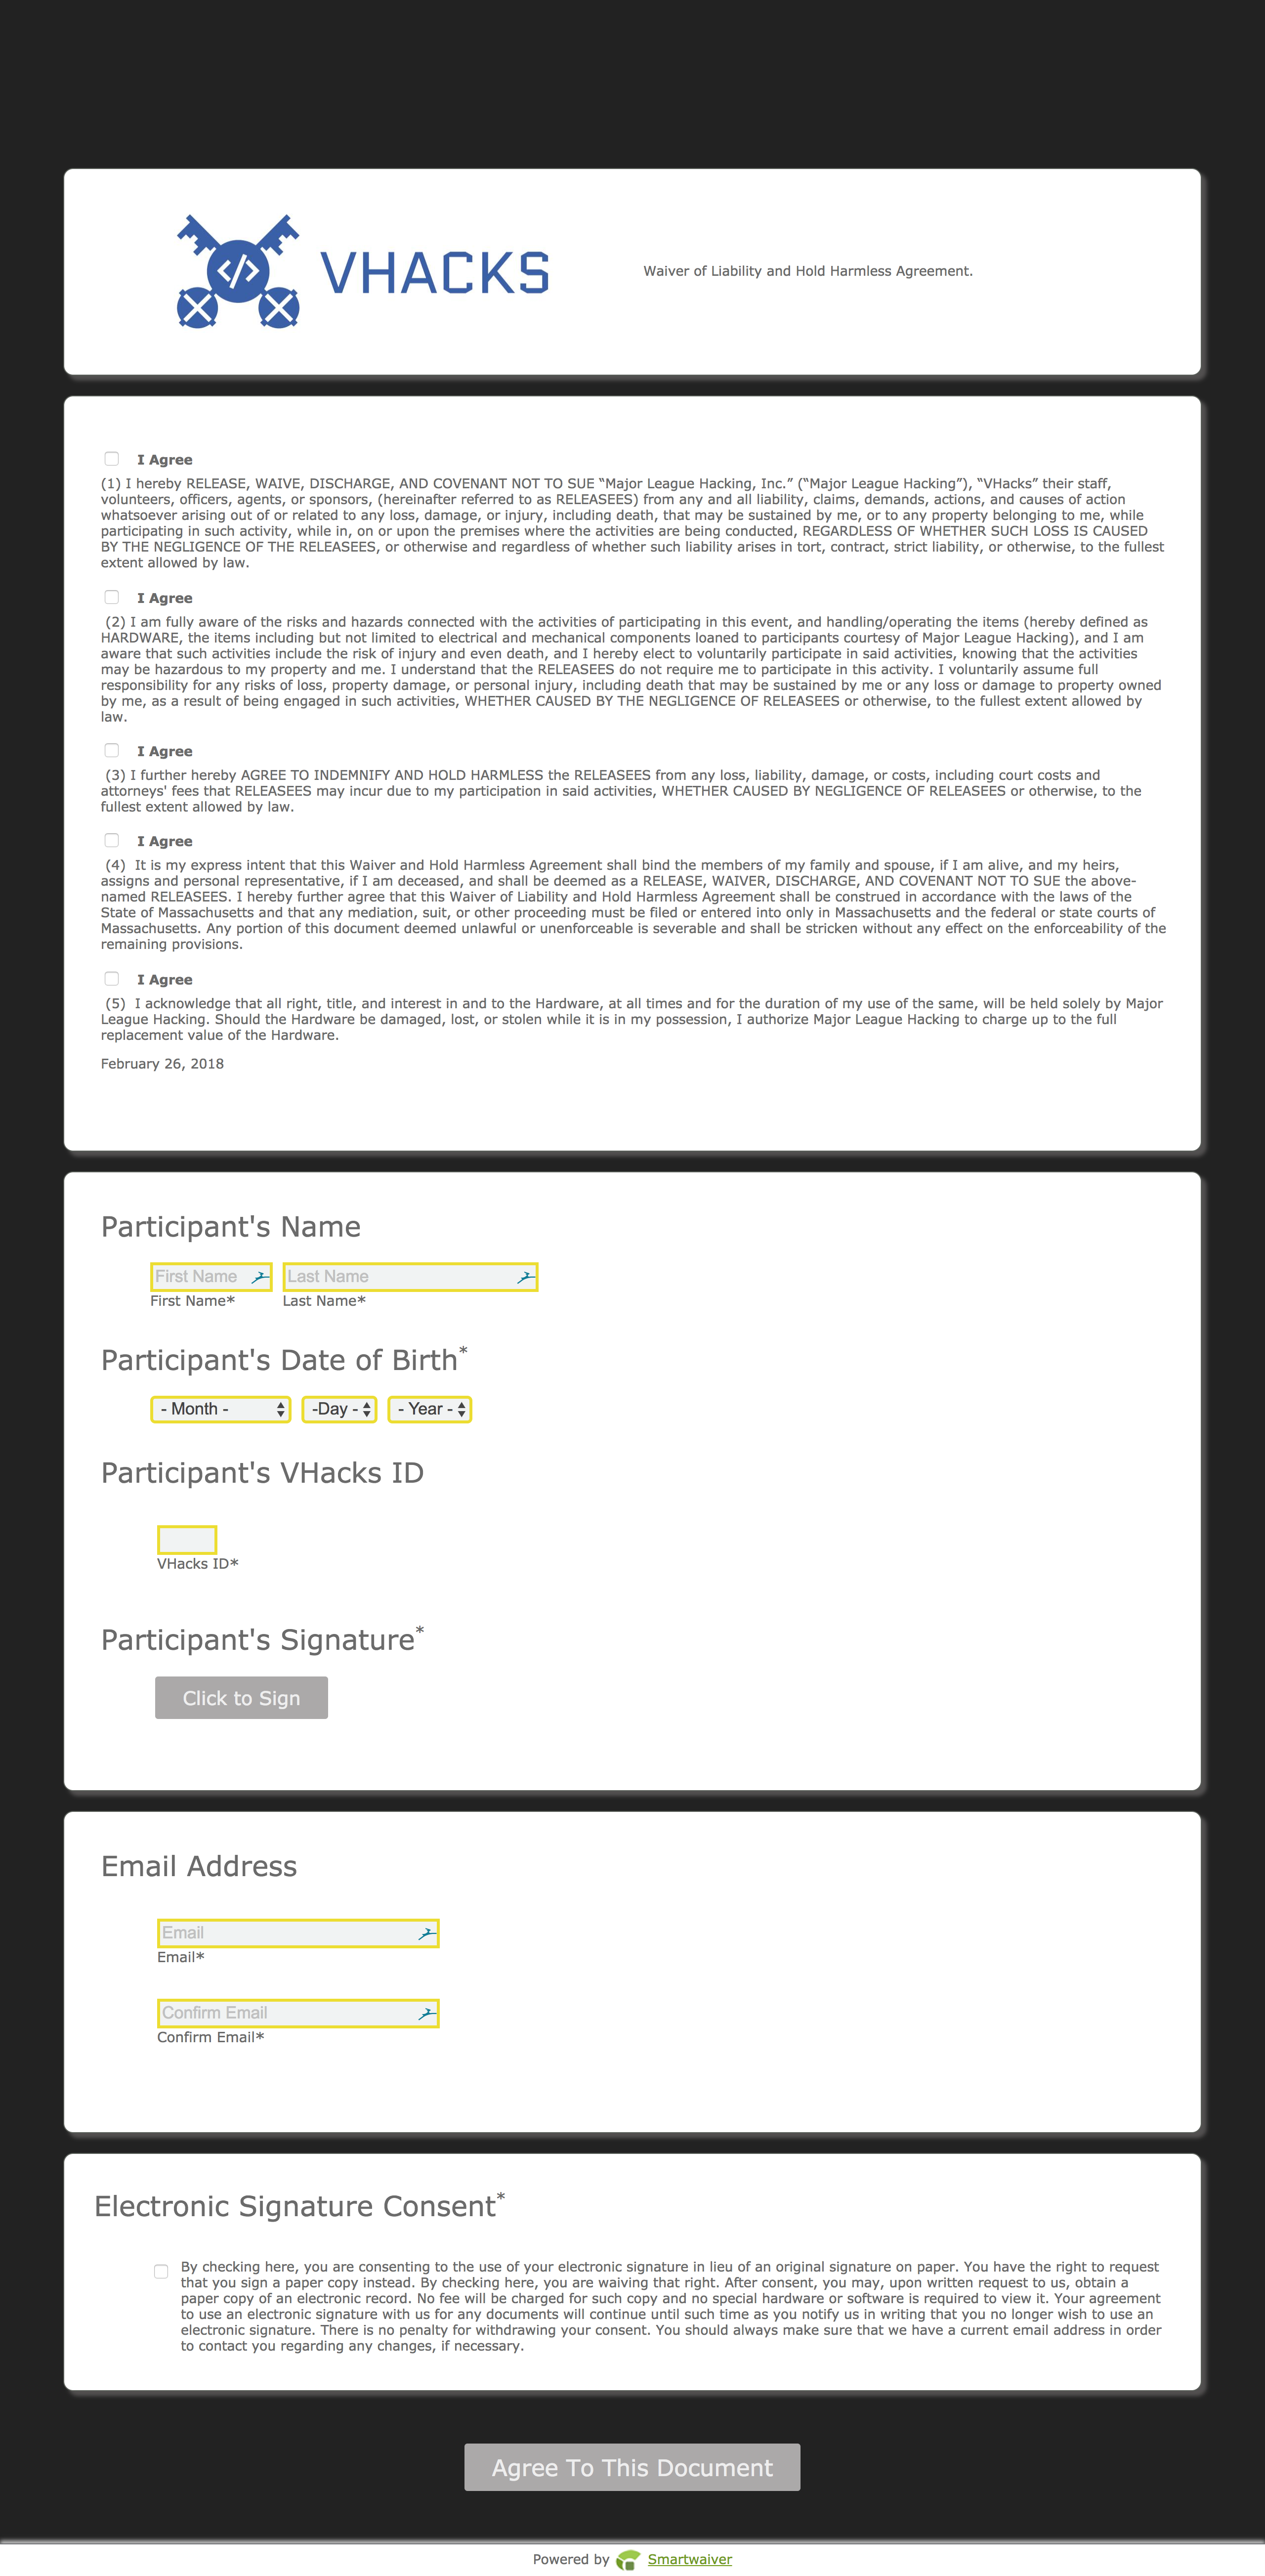 </>
VHACKS
Waiver of Liability and Hold Harmless Agreement.
I Agree
(1) I hereby RELEASE, WAIVE, DISCHARGE, AND COVENANT NOT TO SUE “Major League Hacking, Inc.” (“Major League Hacking”), “VHacks” their staff,
volunteers, officers, agents, or sponsors, (hereinafter referred to as RELEASEES) from any and all liability, claims, demands, actions, and causes of action
whatsoever arising out of or related to any loss, damage, or injury, including death, that may be sustained by me, or to any property belonging to me, while
participating in such activity, while in, on or upon the premises where the activities are being conducted, REGARDLESS OF WHETHER SUCH LOSS IS CAUSED
BY THE NEGLIGENCE OF THE RELEASEES, or otherwise and regardless of whether such liability arises in tort, contract, strict liability, or otherwise, to the fullest
extent allowed by law.
I Agree
(2) I am fully aware of the risks and hazards connected with the activities of participating in this event, and handling/operating the items (hereby defined as
HARDWARE, the items including but not limited to electrical and mechanical components loaned to participants courtesy of Major League Hacking), and I am
aware that such activities include the risk of injury and even death, and I hereby elect to voluntarily participate in said activities, knowing that the activities
may be hazardous to my property and me. I understand that the RELEASEES do not require me to participate in this activity. I voluntarily assume full
responsibility for any risks of loss, property damage, or personal injury, including death that may be sustained by me or any loss or damage to property owned
by me, as a result of being engaged in such activities, WHETHER CAUSED BY THE NEGLIGENCE OF RELEASEES or otherwise, to the fullest extent allowed by
law.
I Agree
(3) I further hereby AGREE TO INDEMNIFY AND HOLD HARMLESS the RELEASEES from any loss, liability, damage, or costs, including court costs and
attorneys' fees that RELEASEES may incur due to my participation in said activities, WHETHER CAUSED BY NEGLIGENCE OF RELEASEES or otherwise, to the
fullest extent allowed by law.
I Agree
(4) It is my express intent that this Waiver and Hold Harmless Agreement shall bind the members of my family and spouse, if I am alive, and my heirs,
assigns and personal representative, if I am deceased, and shall be deemed as a RELEASE, WAIVER, DISCHARGE, AND COVENANT NOT TO SUE the above-
named RELEASEES. I hereby further agree that this Waiver of Liability and Hold Harmless Agreement shall be construed in accordance with the laws of the
State of Massachusetts and that any mediation, suit, or other proceeding must be filed or entered into only in Massachusetts and the federal or state courts of
Massachusetts. Any portion of this document deemed unlawful or unenforceable is severable and shall be stricken without any effect on the enforceability of the
remaining provisions.
I Agree
(5) I acknowledge that all right, title, and interest in and to the Hardware, at all times and for the duration of my use of the same, will be held solely by Major
League Hacking. Should the Hardware be damaged, lost, or stolen while it is in my possession, I authorize Major League Hacking to charge up to the full
replacement value of the Hardware.
February 26, 2018
Participant's Name
First Name Last Name
First Name* Last Name*
Participant's Date of Birth*
- Month - -Day - - Year -
Participant's VHacks ID
VHacks ID*
Participant's Signature*
Click to Sign
Email Address
Email
Email*
Confirm Email
Confirm Email*
Electronic Signature Consent*
By checking here, you are consenting to the use of your electronic signature in lieu of an original signature on paper. You have the right to request
that you sign a paper copy instead. By checking here, you are waiving that right. After consent, you may, upon written request to us, obtain a
paper copy of an electronic record. No fee will be charged for such copy and no special hardware or software is required to view it. Your agreement
to use an electronic signature with us for any documents will continue until such time as you notify us in writing that you no longer wish to use an
electronic signature. There is no penalty for withdrawing your consent. You should always make sure that we have a current email address in order
to contact you regarding any changes, if necessary.
Agree To This Document
Powered by Smartwaiver